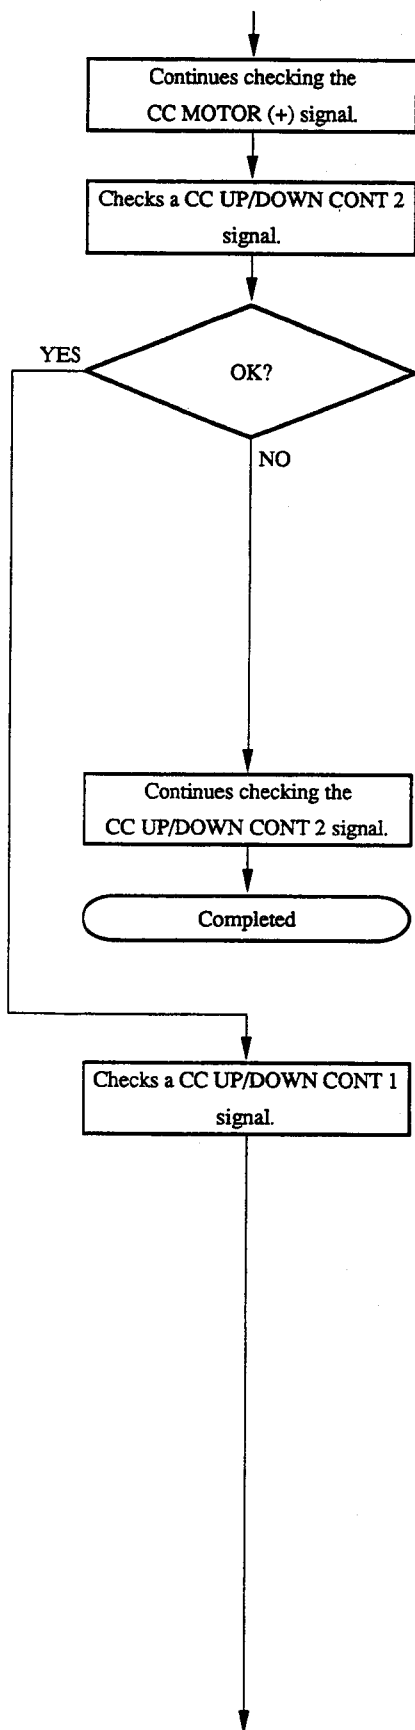 Continues checking the
CC MOTOR (+) signal.
Checks a CC UP/DOWN CONT 2
signal.
YES
OK?
NO
Continues checking the
CC UP/DOWN CONT 2 signal.
Completed
Checks a CC UP/DOWN CONT 1
signal.